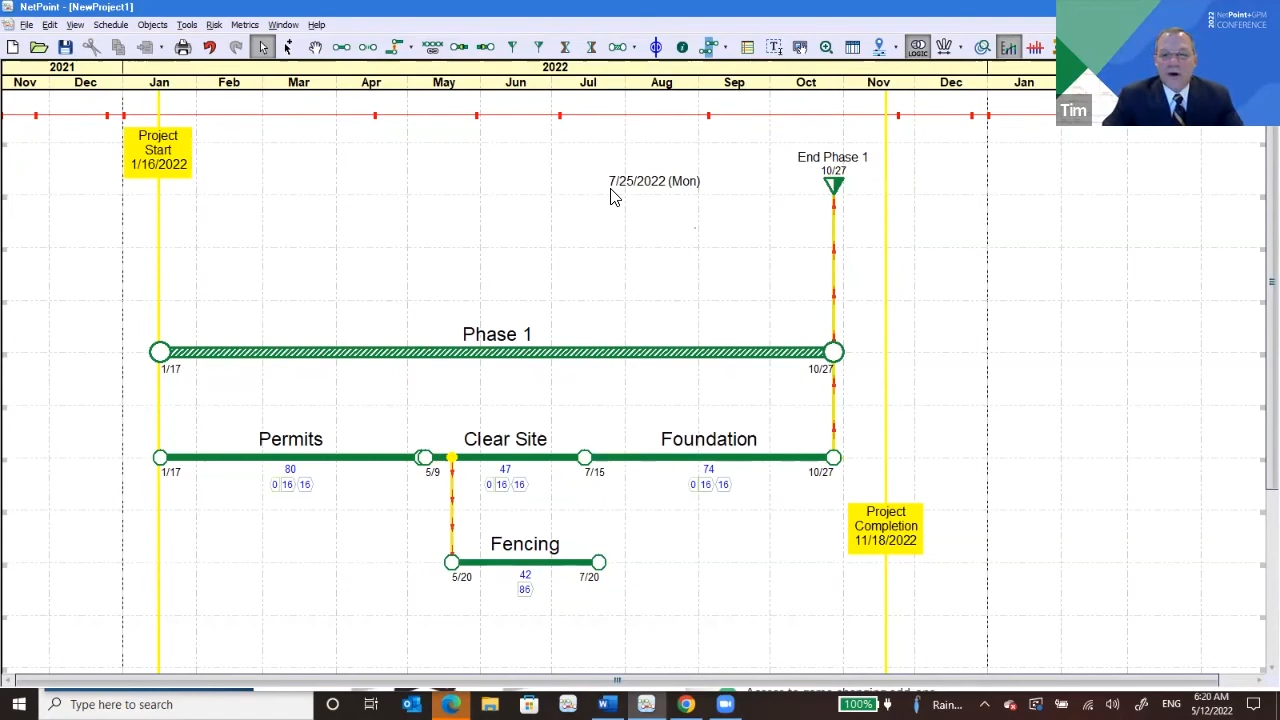 NetPoint - [NewProject1]
File Edit View Schedule Objects Tools Risk Metrics Window Help
LOGIC
2021 2022
Nov Dec Jan Feb Mar Apr May Jun Jul Aug Sep Oct Nov Dec Jan
2022 NetPoint+GPM
CONFERENCE
Tim
Project
Start
1/16/2022
End Phase 1
10/27
7/25/2022 (Mon)
Phase 1
1/17 10/27
Permits Clear Site Foundation
1/17 5/9 7/15 10/27
80 47 74
0 16 16 0 16 16 0 16 16
Project
Completion
11/18/2022
Fencing
5/20 7/20
42
86
Type here to search
100%
Rain...
ENG
6:20 AM
5/12/2022